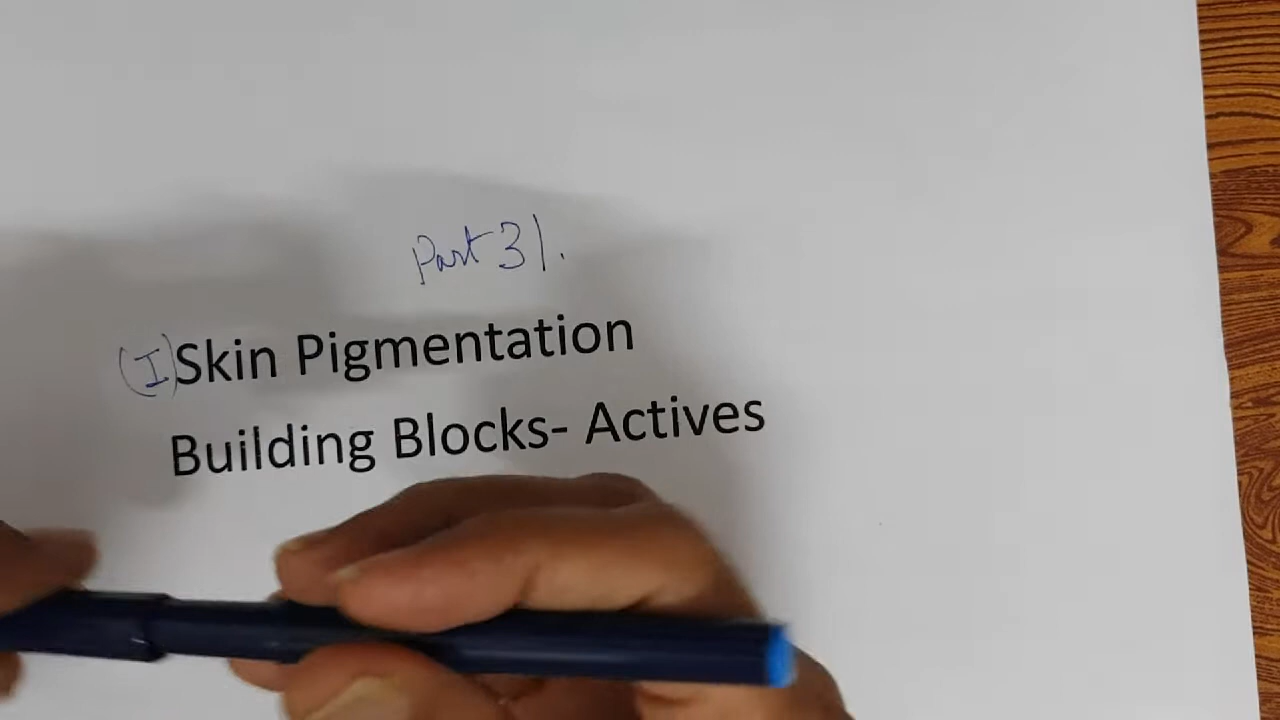 Part 31.
(I) Skin Pigmentation
Building Blocks- Actives